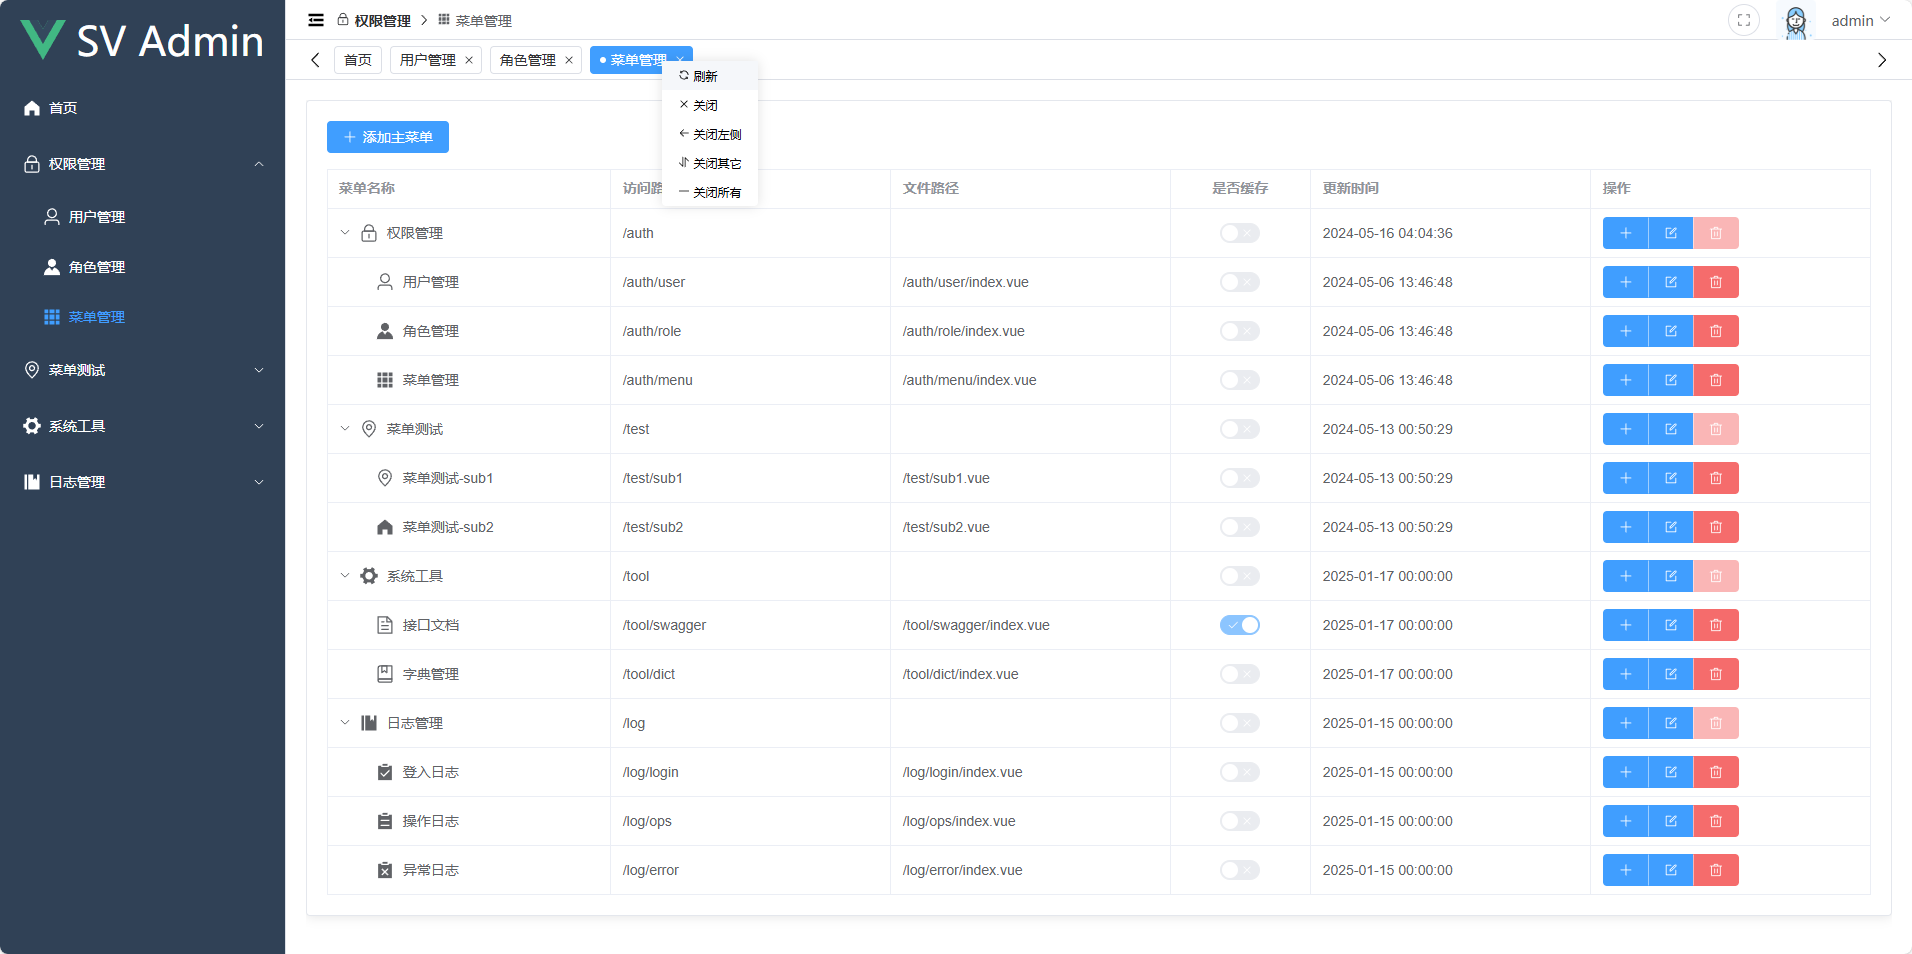 SV Admin
首页
权限管理
用户管理
角色管理
菜单管理
菜单测试
系统工具
日志管理
权限管理 菜单管理
admin
首页 用户管理 角色管理 菜单管理
刷新
关闭
关闭左侧
关闭其它
关闭所有
添加主菜单
菜单名称 访问路 文件路径 是否缓存 更新时间 操作
权限管理 /auth 2024-05-16 04:04:36
用户管理 /auth/user /auth/user/index.vue 2024-05-06 13:46:48
角色管理 /auth/role /auth/role/index.vue 2024-05-06 13:46:48
菜单管理 /auth/menu /auth/menu/index.vue 2024-05-06 13:46:48
菜单测试 /test 2024-05-13 00:50:29
菜单测试-sub1 /test/sub1 /test/sub1.vue 2024-05-13 00:50:29
菜单测试-sub2 /test/sub2 /test/sub2.vue 2024-05-13 00:50:29
系统工具 /tool 2025-01-17 00:00:00
接口文档 /tool/swagger /tool/swagger/index.vue 2025-01-17 00:00:00
字典管理 /tool/dict /tool/dict/index.vue 2025-01-17 00:00:00
日志管理 /log 2025-01-15 00:00:00
登入日志 /log/login /log/login/index.vue 2025-01-15 00:00:00
操作日志 /log/ops /log/ops/index.vue 2025-01-15 00:00:00
异常日志 /log/error /log/error/index.vue 2025-01-15 00:00:00